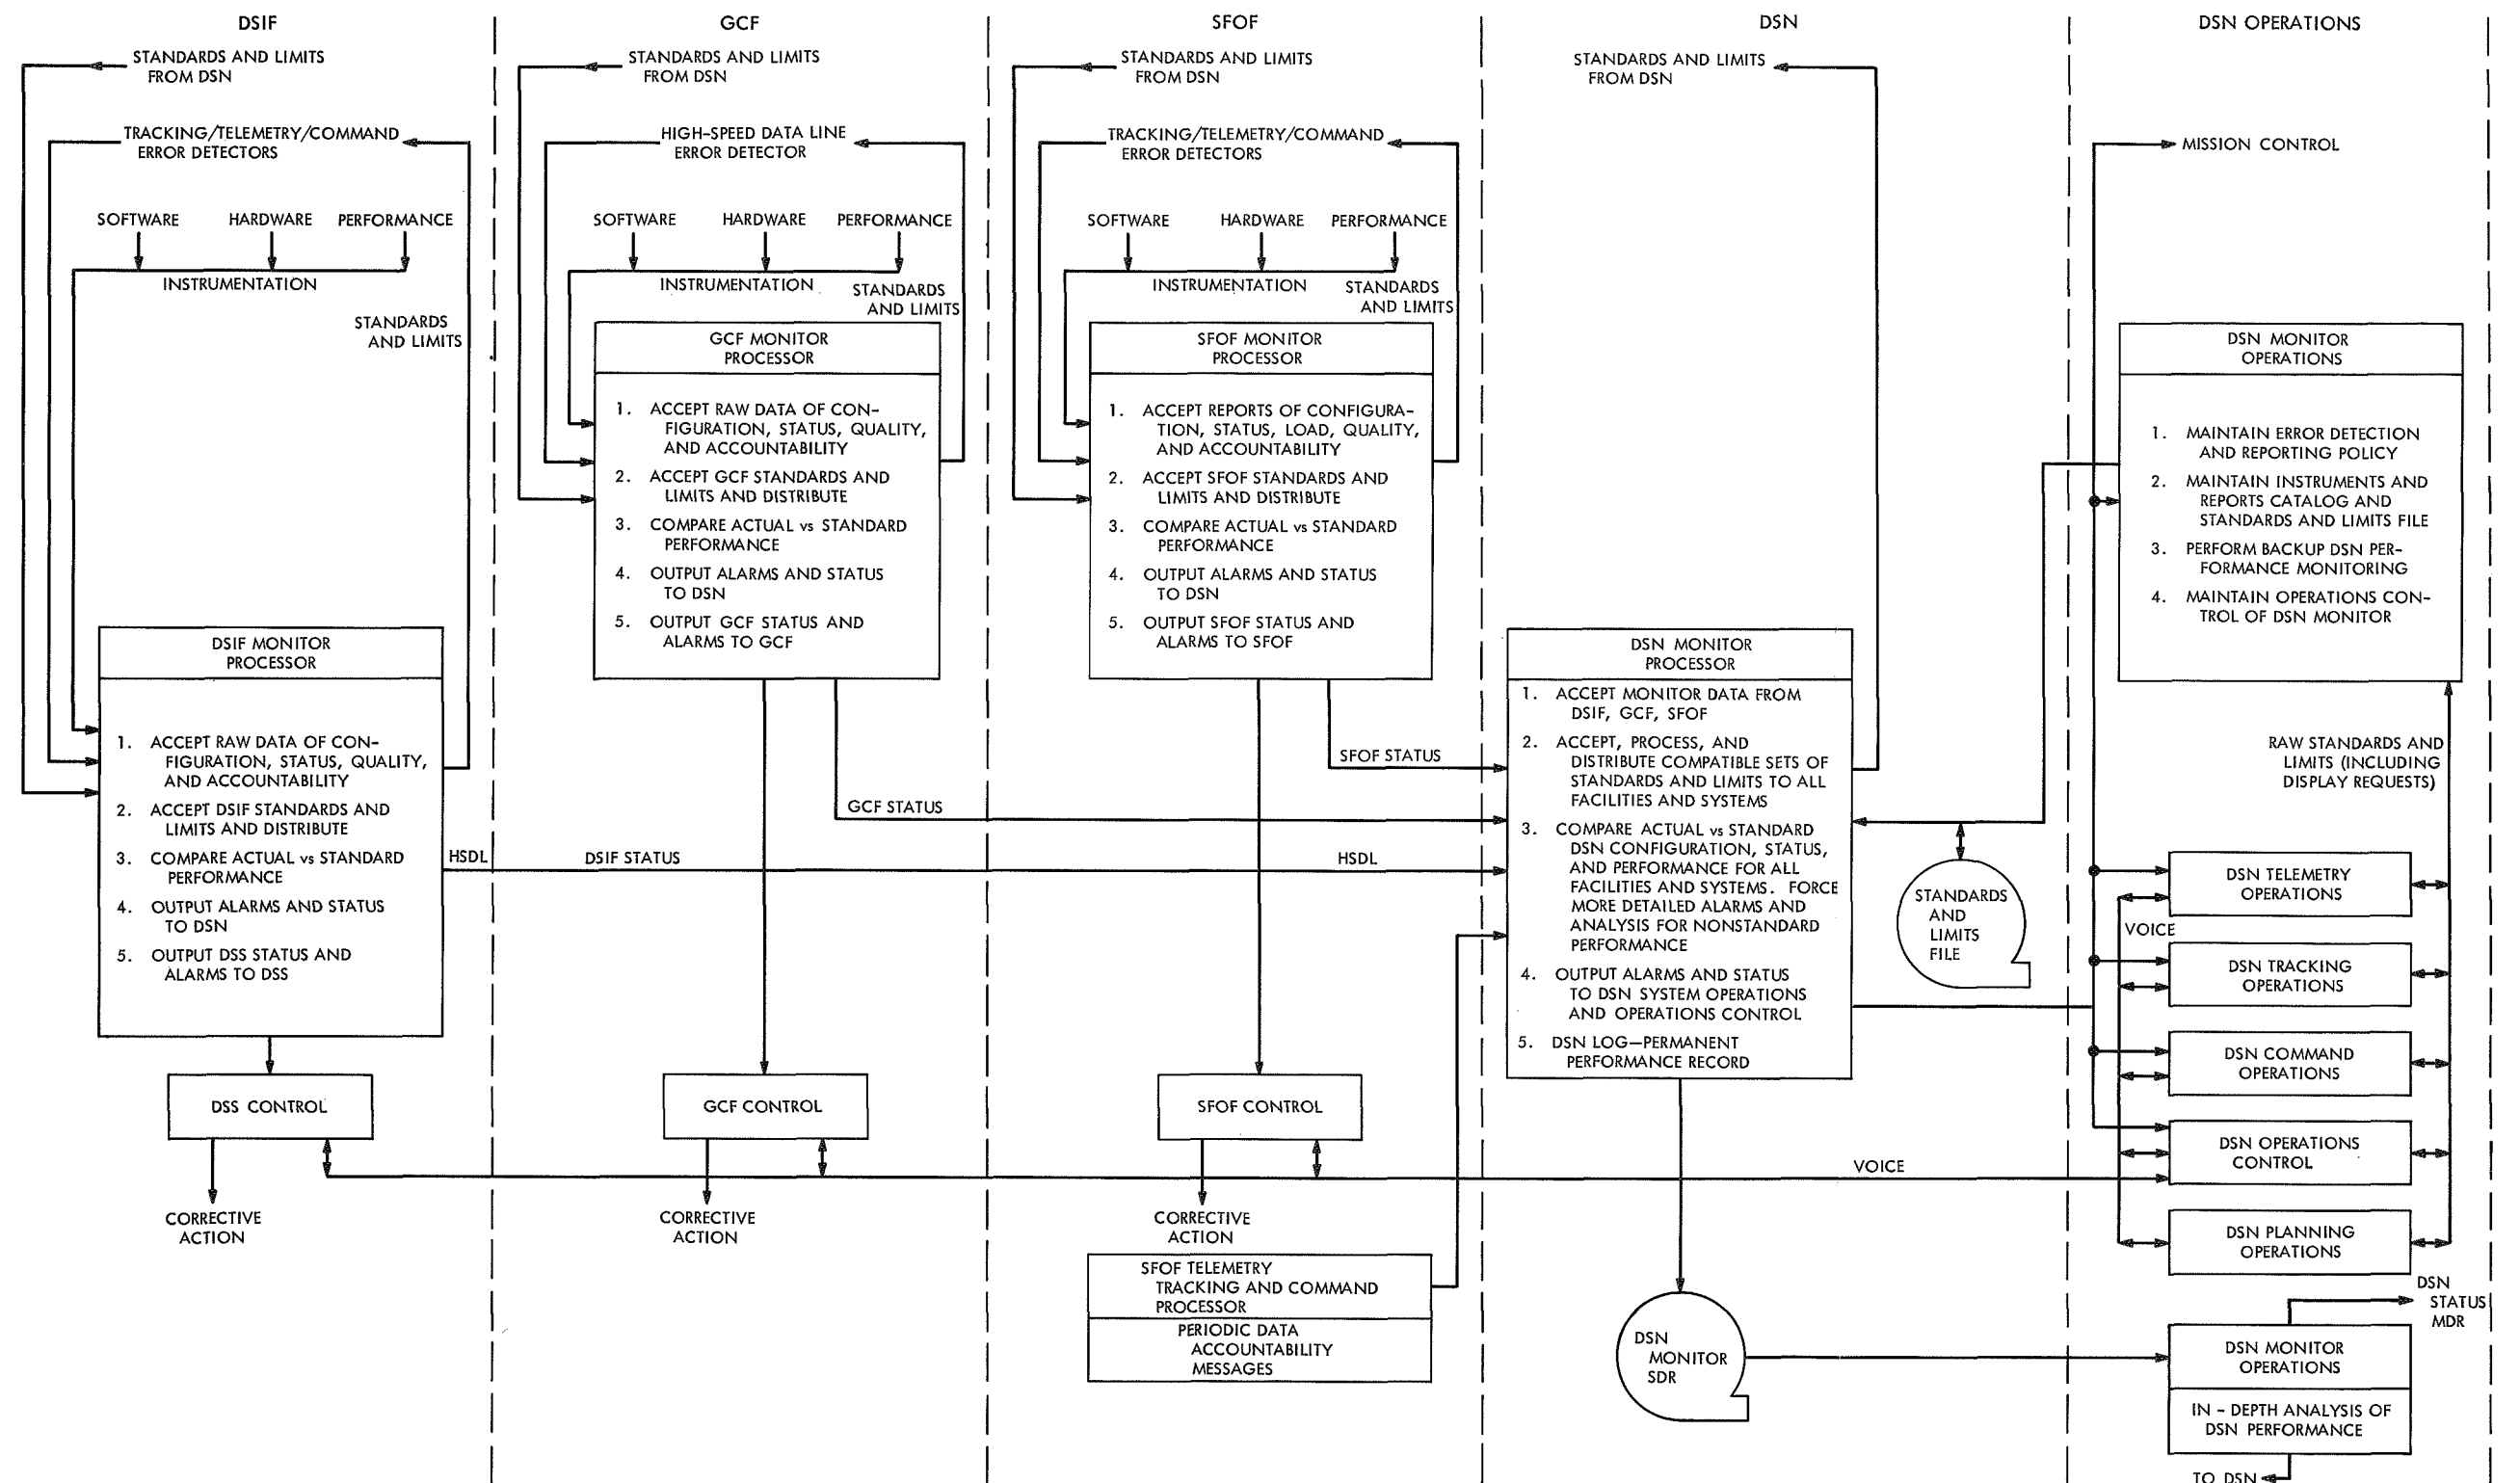 DSIF
STANDARDS AND LIMITS
FROM DSN
TRACKING/TELEMETRY/COMMAND
ERROR DETECTORS
SOFTWARE
HARDWARE
PERFORMANCE
INSTRUMENTATION
STANDARDS
AND LIMITS
DSIF MONITOR
PROCESSOR
1. ACCEPT RAW DATA OF CON-
FIGURATION, STATUS, QUALITY,
AND ACCOUNTABILITY
2. ACCEPT DSIF STANDARDS AND
LIMITS AND DISTRIBUTE
3. COMPARE ACTUAL vs STANDARD
PERFORMANCE
4. OUTPUT ALARMS AND STATUS
TO DSN
5. OUTPUT DSS STATUS AND
ALARMS TO DSS
HSDL
DSS CONTROL
CORRECTIVE
ACTION
GCF
STANDARDS AND LIMITS
FROM DSN
HIGH-SPEED DATA LINE
ERROR DETECTOR
SOFTWARE
HARDWARE
PERFORMANCE
INSTRUMENTATION
STANDARDS
AND LIMITS
GCF MONITOR
PROCESSOR
1. ACCEPT RAW DATA OF CON-
FIGURATION, STATUS, QUALITY,
AND ACCOUNTABILITY
2. ACCEPT GCF STANDARDS AND
LIMITS AND DISTRIBUTE
3. COMPARE ACTUAL vs STANDARD
PERFORMANCE
4. OUTPUT ALARMS AND STATUS
TO DSN
5. OUTPUT GCF STATUS AND
ALARMS TO GCF
GCF STATUS
DSIF STATUS
GCF CONTROL
CORRECTIVE
ACTION
SFOF
STANDARDS AND LIMITS
FROM DSN
TRACKING/TELEMETRY/COMMAND
ERROR DETECTORS
SOFTWARE
HARDWARE
PERFORMANCE
INSTRUMENTATION
STANDARDS
AND LIMITS
SFOF MONITOR
PROCESSOR
1. ACCEPT REPORTS OF CONFIGURA-
TION, STATUS, LOAD, QUALITY,
AND ACCOUNTABILITY
2. ACCEPT SFOF STANDARDS AND
LIMITS AND DISTRIBUTE
3. COMPARE ACTUAL vs STANDARD
PERFORMANCE
4. OUTPUT ALARMS AND STATUS
TO DSN
5. OUTPUT SFOF STATUS AND
ALARMS TO SFOF
SFOF STATUS
HSDL
SFOF CONTROL
CORRECTIVE
ACTION
SFOF TELEMETRY
TRACKING AND COMMAND
PROCESSOR
PERIODIC DATA
ACCOUNTABILITY
MESSAGES
DSN
STANDARDS AND LIMITS
FROM DSN
DSN MONITOR
PROCESSOR
1. ACCEPT MONITOR DATA FROM
DSIF, GCF, SFOF
2. ACCEPT, PROCESS, AND
DISTRIBUTE COMPATIBLE SETS OF
STANDARDS AND LIMITS TO ALL
FACILITIES AND SYSTEMS
3. COMPARE ACTUAL vs STANDARD
DSN CONFIGURATION, STATUS,
AND PERFORMANCE FOR ALL
FACILITIES AND SYSTEMS. FORCE
MORE DETAILED ALARMS AND
ANALYSIS FOR NONSTANDARD
PERFORMANCE
4. OUTPUT ALARMS AND STATUS
TO DSN SYSTEM OPERATIONS
AND OPERATIONS CONTROL
5. DSN LOG—PERMANENT
PERFORMANCE RECORD
STANDARDS
AND
LIMITS
FILE
VOICE
DSN
MONITOR
SDR
DSN OPERATIONS
MISSION CONTROL
DSN MONITOR
OPERATIONS
1. MAINTAIN ERROR DETECTION
AND REPORTING POLICY
2. MAINTAIN INSTRUMENTS AND
REPORTS CATALOG AND
STANDARDS AND LIMITS FILE
3. PERFORM BACKUP DSN PER-
FORMANCE MONITORING
4. MAINTAIN OPERATIONS CON-
TROL OF DSN MONITOR
RAW STANDARDS AND
LIMITS (INCLUDING
DISPLAY REQUESTS)
DSN TELEMETRY
OPERATIONS
VOICE
DSN TRACKING
OPERATIONS
DSN COMMAND
OPERATIONS
DSN OPERATIONS
CONTROL
DSN PLANNING
OPERATIONS
DSN
STATUS
MDR
DSN MONITOR
OPERATIONS
IN - DEPTH ANALYSIS OF
DSN PERFORMANCE
TO DSN